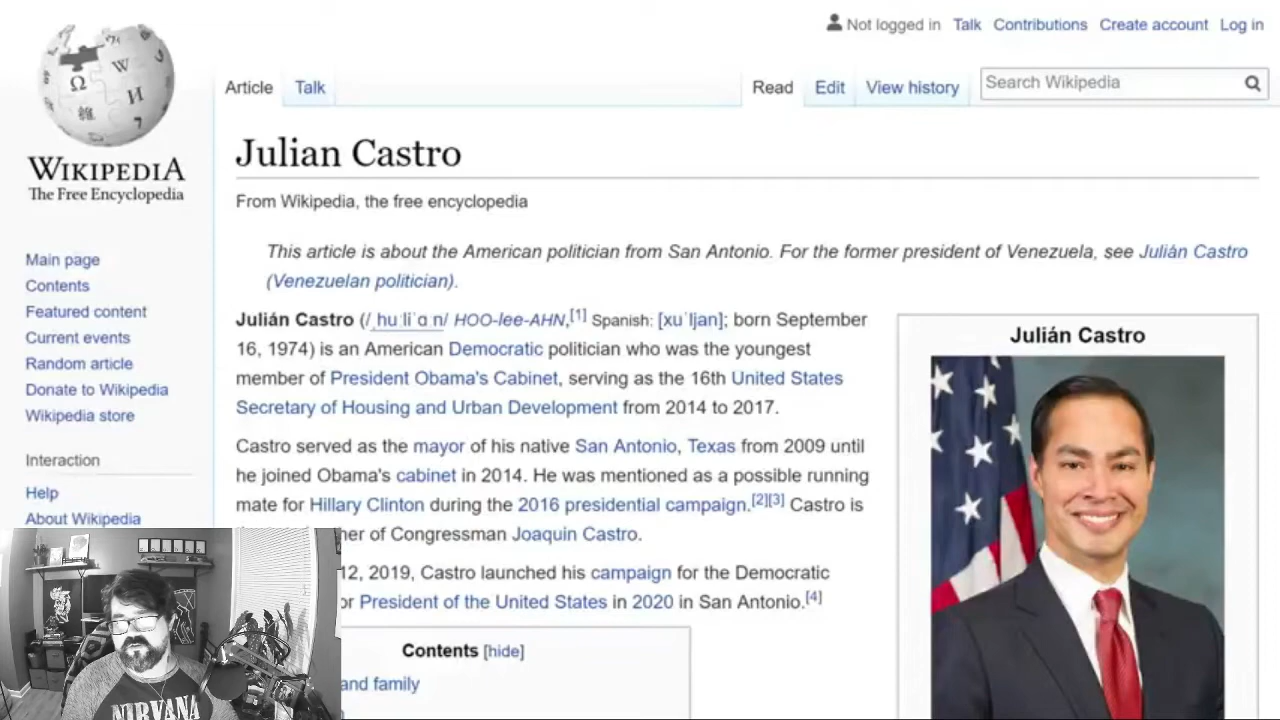 Not logged in Talk Contributions Create account Log in
Article Talk Read Edit View history Search Wikipedia
WIKIPEDIA
The Free Encyclopedia
Julian Castro
From Wikipedia, the free encyclopedia
This article is about the American politician from San Antonio. For the former president of Venezuela, see Julián Castro
(Venezuelan politician).
Julián Castro (/ˌhuːliˈɑːn/ HOO-lee-AHN,[1] Spanish: [xuˈljan]; born September
16, 1974) is an American Democratic politician who was the youngest
member of President Obama's Cabinet, serving as the 16th United States
Secretary of Housing and Urban Development from 2014 to 2017.
Castro served as the mayor of his native San Antonio, Texas from 2009 until
he joined Obama's cabinet in 2014. He was mentioned as a possible running
mate for Hillary Clinton during the 2016 presidential campaign.[2][3] Castro is
her of Congressman Joaquin Castro.
12, 2019, Castro launched his campaign for the Democratic
or President of the United States in 2020 in San Antonio.[4]
Contents [hide]
and family
Julián Castro
Main page
Contents
Featured content
Current events
Random article
Donate to Wikipedia
Wikipedia store
Interaction
Help
About Wikipedia
NIRVANA